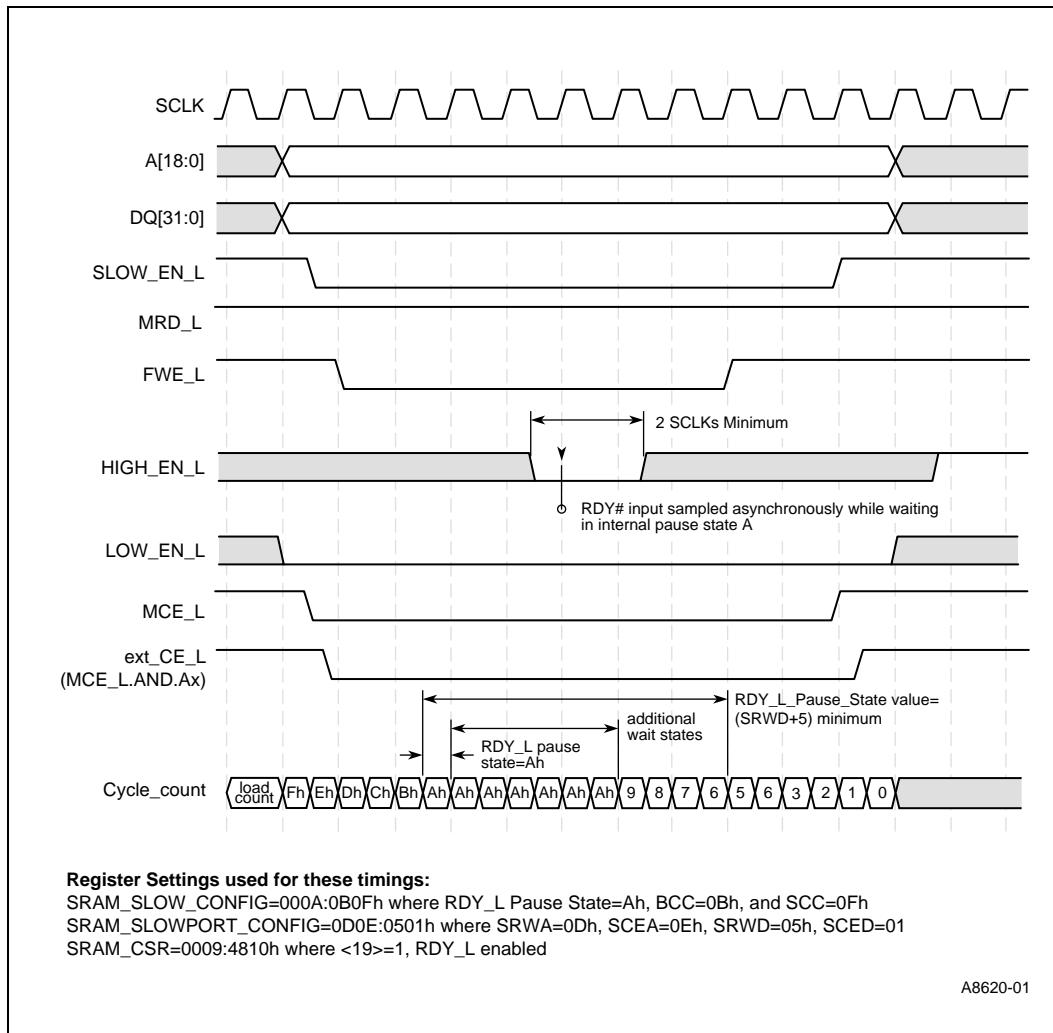 SCLK
A[18:0]
DQ[31:0]
SLOW_EN_L
MRD_L
FWE_L
2 SCLKs Minimum
HIGH_EN_L
RDY# input sampled asynchronously while waiting
in internal pause state A
LOW_EN_L
MCE_L
ext_CE_L
(MCE_L.AND.Ax)
RDY_L_Pause_State value=
(SRWD+5) minimum
additional
wait states
RDY_L pause
state=Ah
Cycle_count
load
count
Fh Eh Dh Ch Bh Ah Ah Ah Ah Ah Ah Ah 9 8 7 6 5 6 3 2 1 0
Register Settings used for these timings:
SRAM_SLOW_CONFIG=000A:0B0Fh where RDY_L Pause State=Ah, BCC=0Bh, and SCC=0Fh
SRAM_SLOWPORT_CONFIG=0D0E:0501h where SRWA=0Dh, SCEA=0Eh, SRWD=05h, SCED=01
SRAM_CSR=0009:4810h where <19>=1, RDY_L enabled
A8620-01